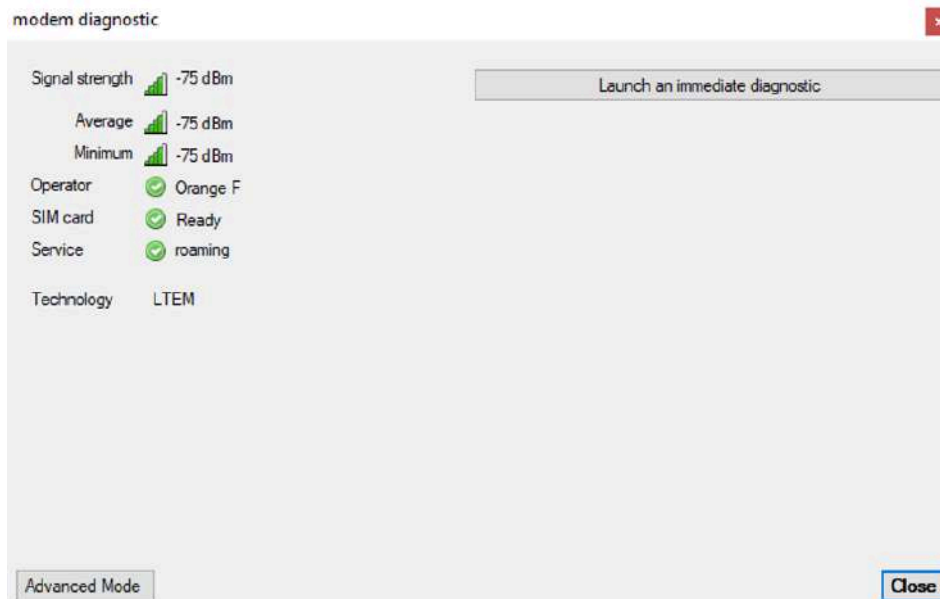 modem diagnostic
Signal strength -75 dBm
Launch an immediate diagnostic
Average -75 dBm
Minimum -75 dBm
Operator Orange F
SIM card Ready
Service roaming
Technology LTEM
Advanced Mode
Close